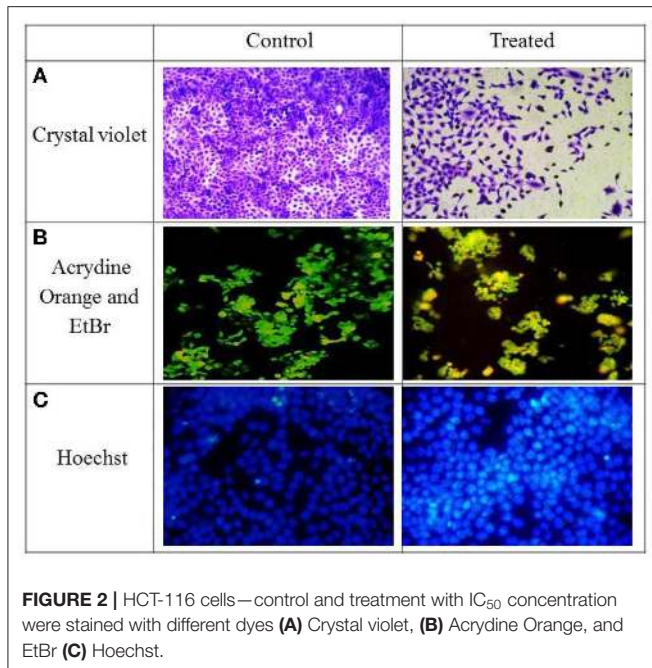 Control Treated
A
Crystal violet
B
Acrydine
Orange and
EtBr
C
Hoechst
FIGURE 2 | HCT-116 cells—control and treatment with IC50 concentration
were stained with different dyes (A) Crystal violet, (B) Acrydine Orange, and
EtBr (C) Hoechst.